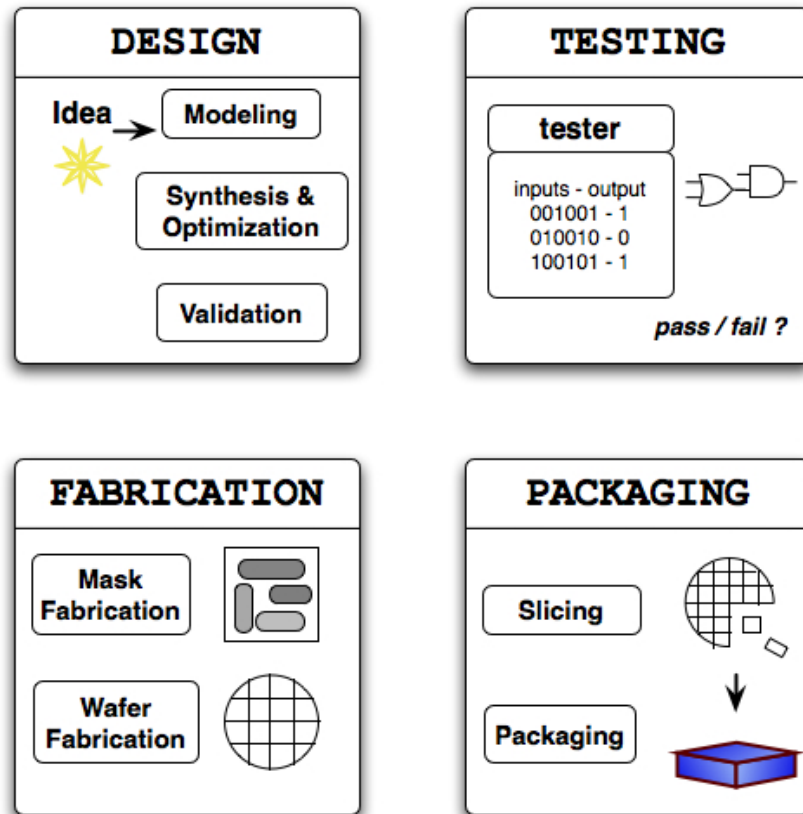 DESIGN
Idea
Modeling
Synthesis &
Optimization
Validation
TESTING
tester
inputs - output
001001 - 1
010010 - 0
100101 - 1
pass / fail ?
FABRICATION
Mask
Fabrication
Wafer
Fabrication
PACKAGING
Slicing
Packaging